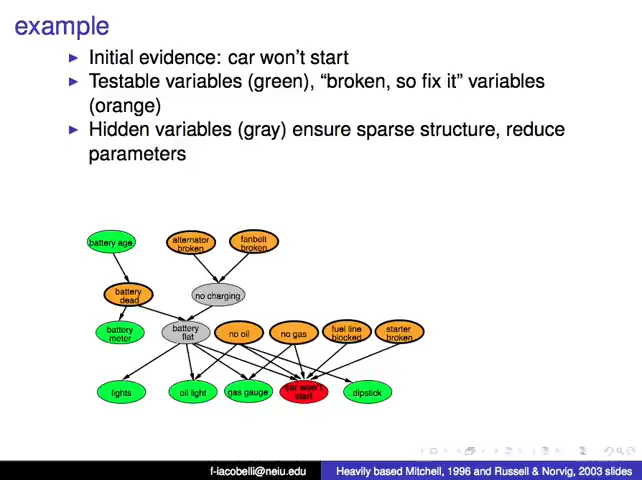 example
Initial evidence: car won't start
Testable variables (green), “broken, so fix it” variables
(orange)
Hidden variables (gray) ensure sparse structure, reduce
parameters
battery age
alternator
broken
fanbelt
broken
battery
dead
no charging
battery
meter
battery
flat
no oil
no gas
fuel line
blocked
starter
broken
lights
oil light
gas gauge
car won't
start
dipstick
f-iacobelli@neiu.edu
Heavily based Mitchell, 1996 and Russell & Norvig, 2003 slides